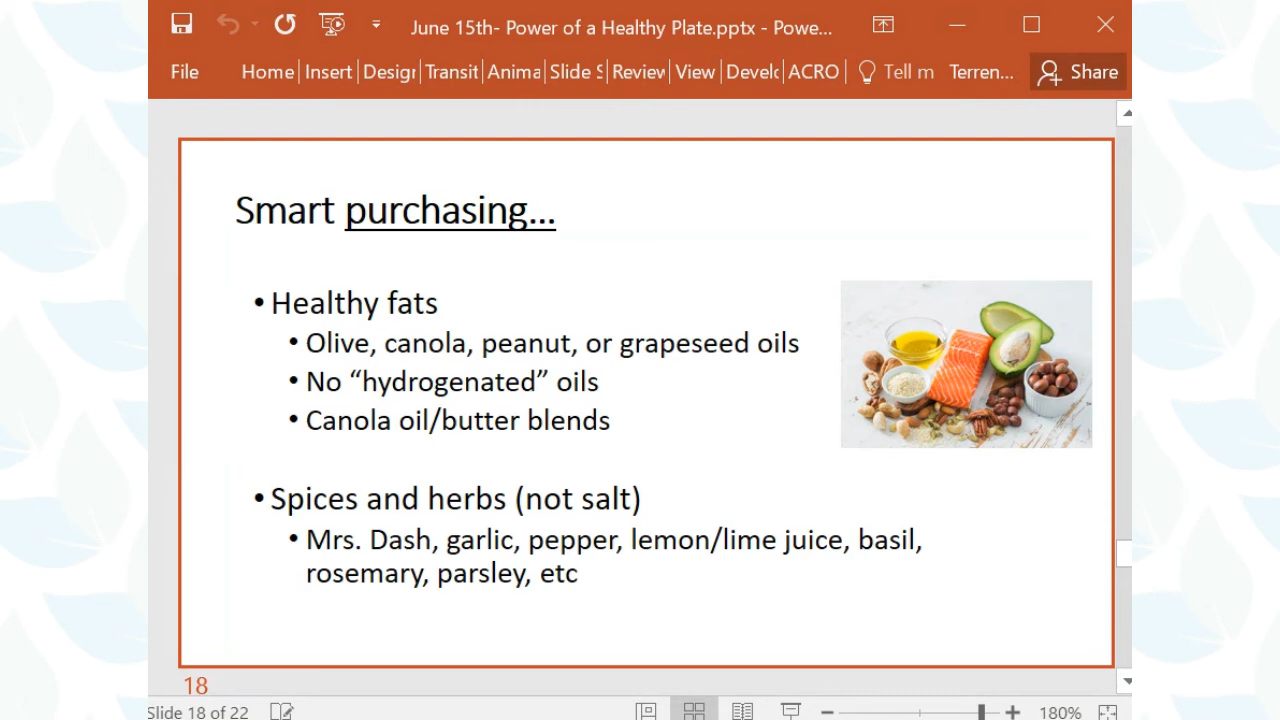 June 15th- Power of a Healthy Plate.pptx - Powe...
File Home Insert Design Transit Anima Slide S Review View Develo ACRO Tell m Terren... Share
Smart purchasing...
• Healthy fats
• Olive, canola, peanut, or grapeseed oils
• No “hydrogenated” oils
• Canola oil/butter blends
• Spices and herbs (not salt)
• Mrs. Dash, garlic, pepper, lemon/lime juice, basil,
rosemary, parsley, etc
18
Slide 18 of 22 180%